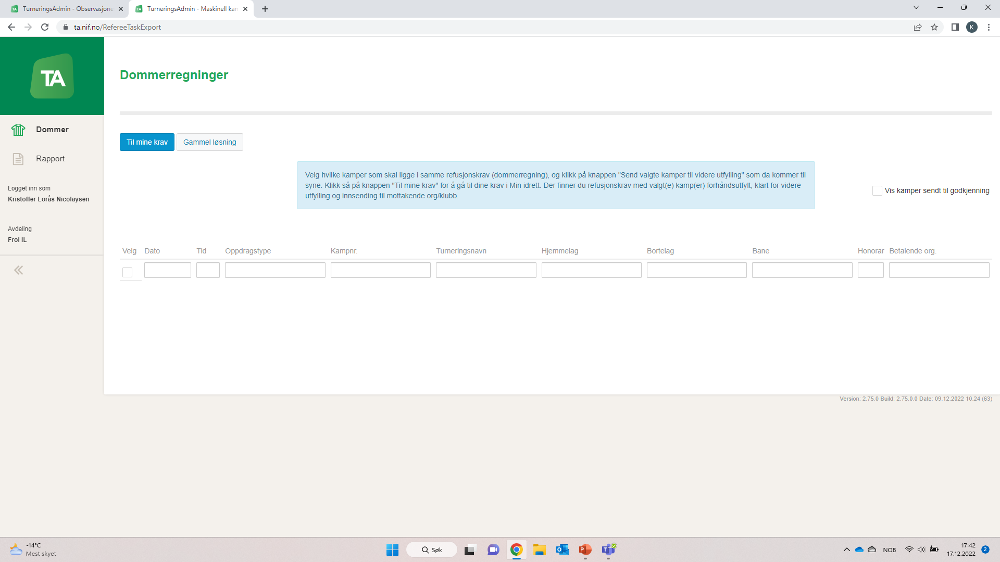 TurneringsAdmin - Observasjone
TurneringsAdmin - Maskinell kan
ta.nif.no/RefereeTaskExport
K
TA
Dommerregninger
Dommer
Rapport
Logget inn som
Kristoffer Lorås Nicolaysen
Avdeling
Frol IL
Til mine krav
Gammel løsning
Velg hvilke kamper som skal ligge i samme refusjonskrav (dommerregning), og klikk på knappen "Send valgte kamper til videre utfylling" som da kommer til
syne. Klikk så på knappen "Til mine krav" for å gå til dine krav i Min idrett. Der finner du refusjonskrav med valgt(e) kamp(er) forhåndsutfylt, klart for videre
utfylling og innsending til mottakende org/klubb.
Vis kamper sendt til godkjenning
Velg Dato Tid Oppdragstype Kampnr. Turneringsnavn Hjemmelag Bortelag Bane Honorar Betalende org.
Version: 2.75.0 Build: 2.75.0.0 Date: 09.12.2022 10.24 (63)
-14°C
Mest skyet
Søk
NOB
17:42
17.12.2022
2